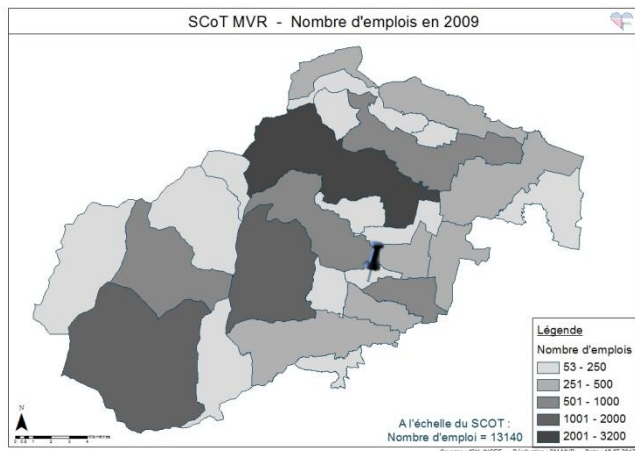 SCoT MVR - Nombre d'emplois en 2009
Légende
Nombre d'emplois
53 - 250
251 - 500
501 - 1000
1001 - 2000
2001 - 3200
N
A l'échelle du SCOT :
Nombre d'emploi = 13140